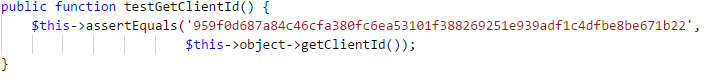 public function testGetClientId() {
$this->assertEquals('959f0d687a84c46cfa380fc6ea53101f388269251e939adf1c4dfbe8be671b22',
$this->object->getClientId());
}